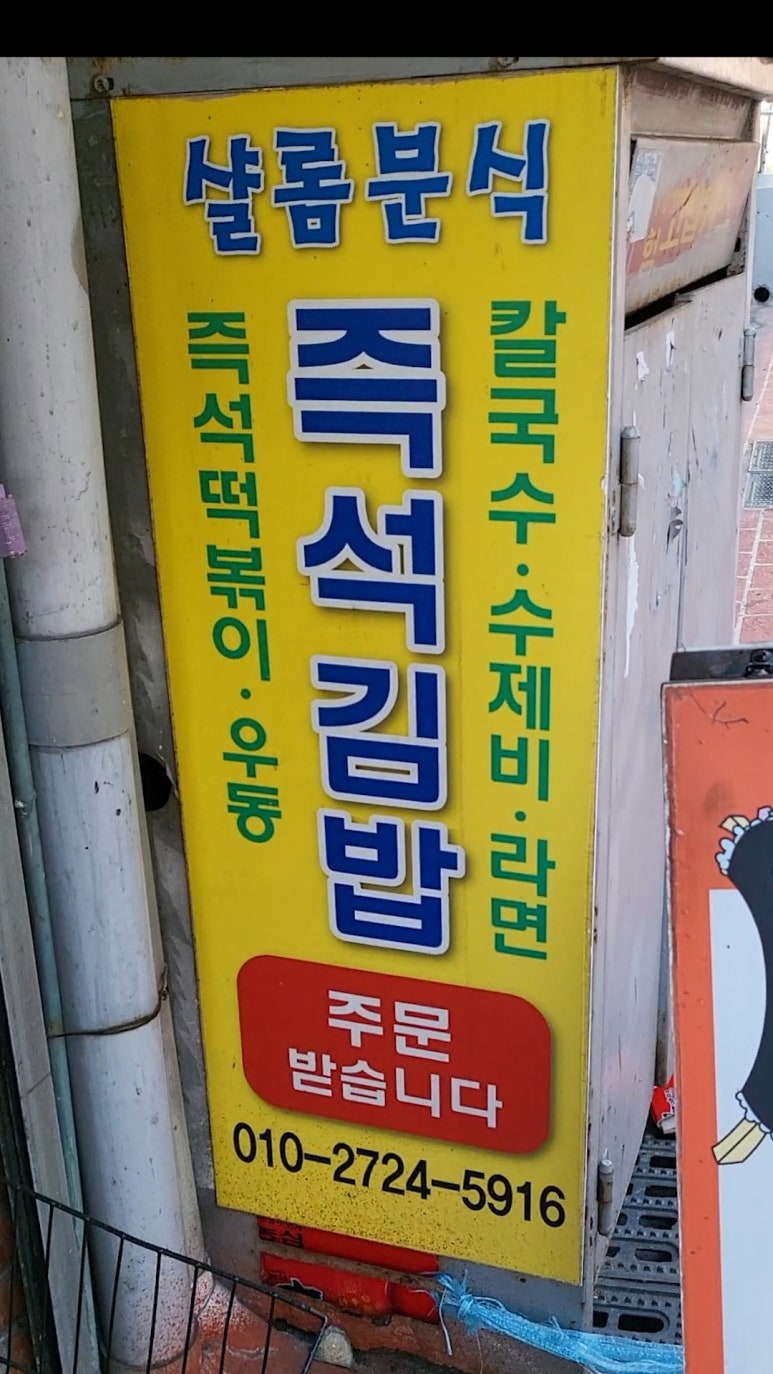 샬롬분식
즉석떡볶이·우동
즉석김밥
칼국수·수제비·라면
주문
받습니다
010-2724-5916